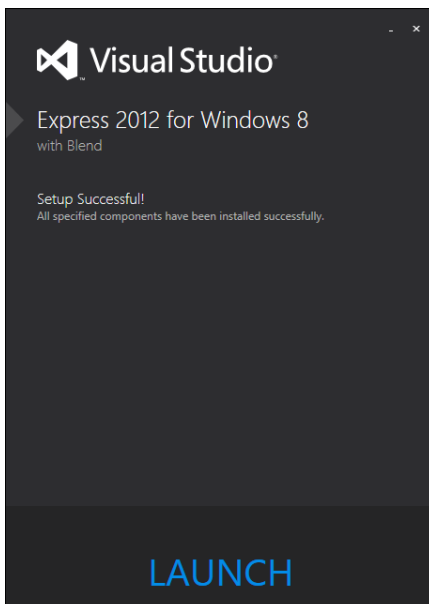 Visual Studio®
™
Express 2012 for Windows 8
with Blend
Setup Successful!
All specified components have been installed successfully.
LAUNCH